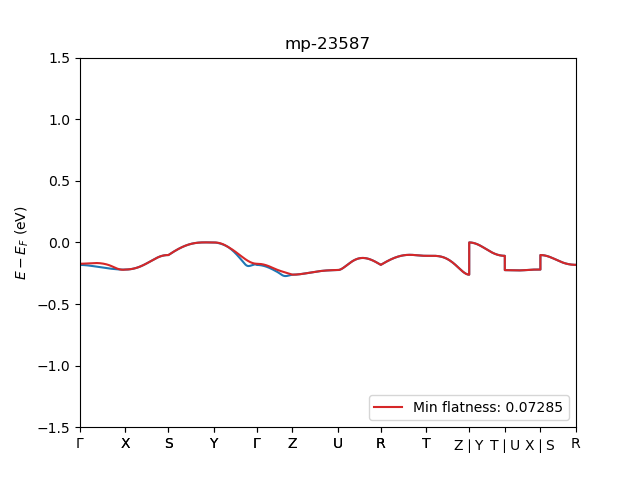 mp-23587
1.5
1.0
0.5
0.0
−0.5
−1.0
−1.5
E − E_F (eV)
Min flatness: 0.07285
Γ X S Y Γ Z U R T Z | Y T | U X | S R